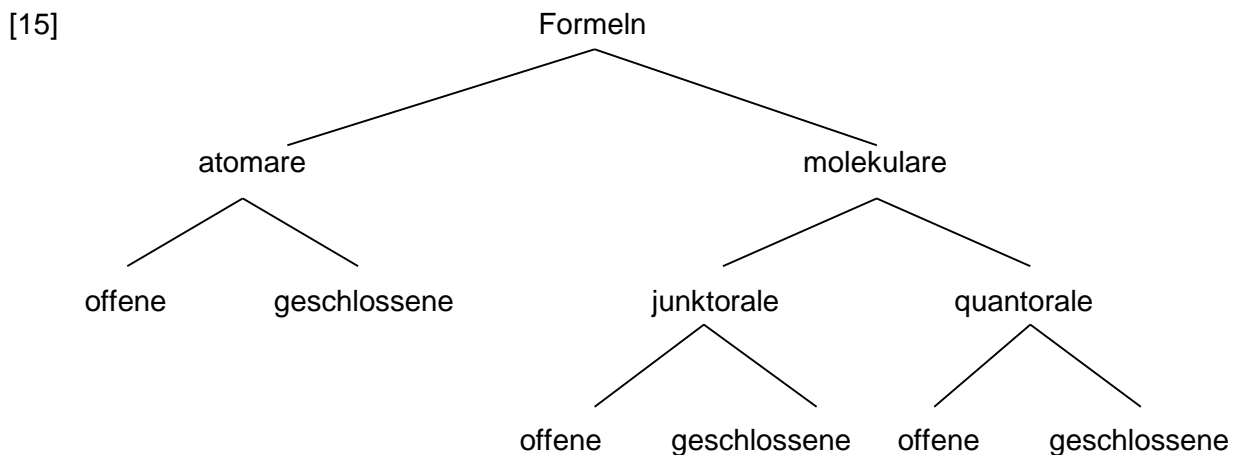 [15] Formeln
atomare molekulare
offene geschlossene junktorale quantorale
offene geschlossene offene geschlossene